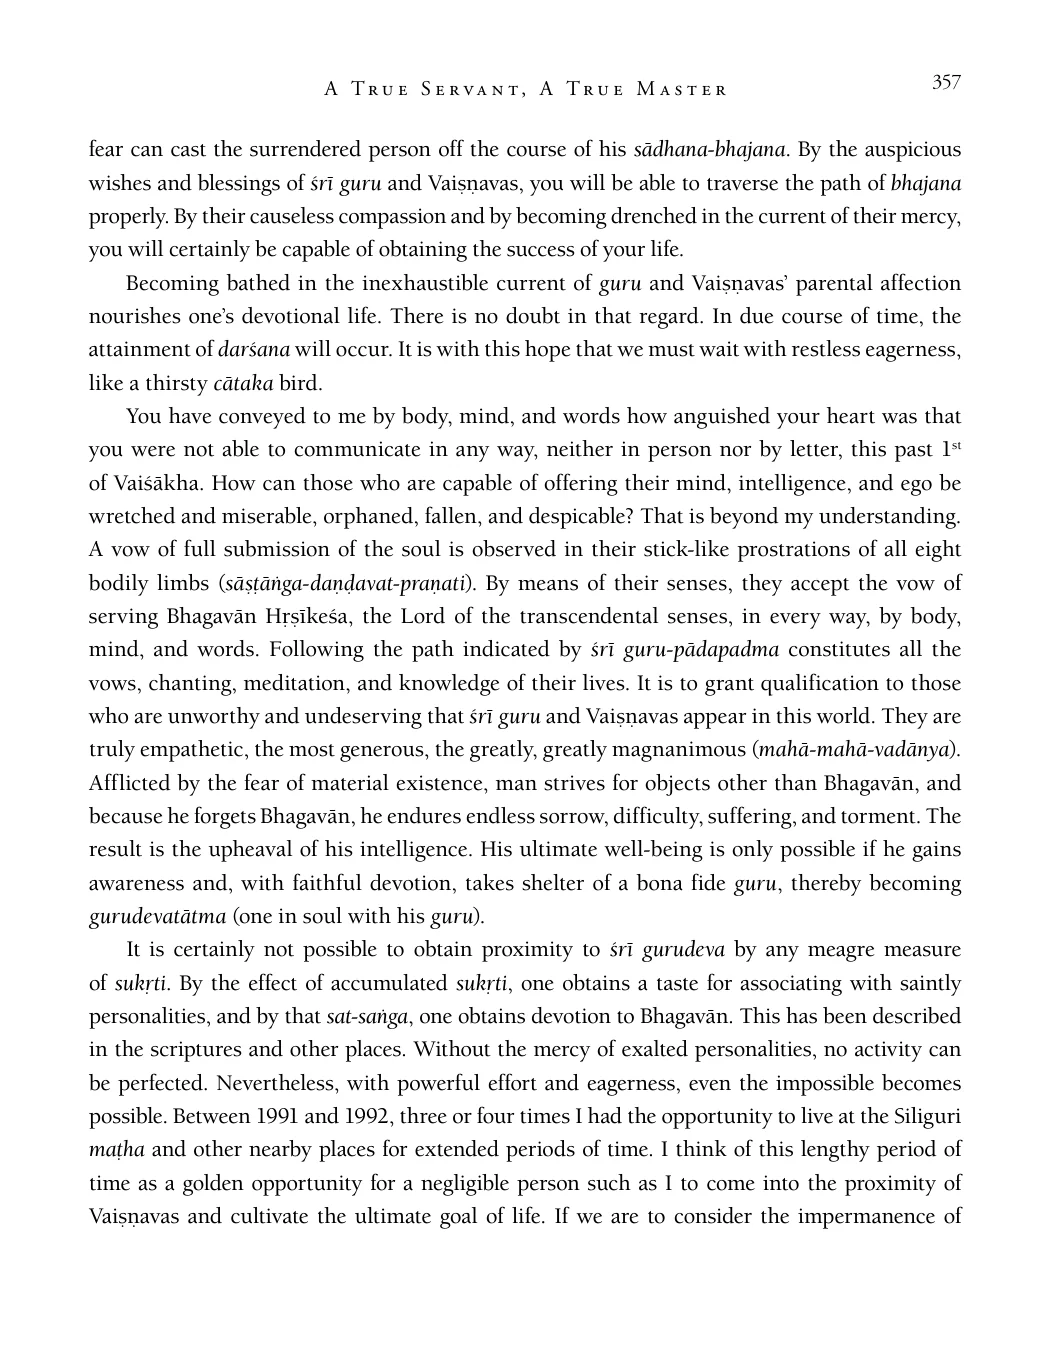 A True Servant, A True Master
357
fear can cast the surrendered person off the course of his sādhana-bhajana. By the auspicious
wishes and blessings of śrī guru and Vaiṣṇavas, you will be able to traverse the path of bhajana
properly. By their causeless compassion and by becoming drenched in the current of their mercy,
you will certainly be capable of obtaining the success of your life.
Becoming bathed in the inexhaustible current of guru and Vaiṣṇavas’ parental affection
nourishes one’s devotional life. There is no doubt in that regard. In due course of time, the
attainment of darśana will occur. It is with this hope that we must wait with restless eagerness,
like a thirsty cātaka bird.
You have conveyed to me by body, mind, and words how anguished your heart was that
you were not able to communicate in any way, neither in person nor by letter, this past 1st
of Vaiśākha. How can those who are capable of offering their mind, intelligence, and ego be
wretched and miserable, orphaned, fallen, and despicable? That is beyond my understanding.
A vow of full submission of the soul is observed in their stick-like prostrations of all eight
bodily limbs (sāṣṭāṅga-daṇḍavat-praṇati). By means of their senses, they accept the vow of
serving Bhagavān Hṛṣīkeśa, the Lord of the transcendental senses, in every way, by body,
mind, and words. Following the path indicated by śrī guru-pādapadma constitutes all the
vows, chanting, meditation, and knowledge of their lives. It is to grant qualification to those
who are unworthy and undeserving that śrī guru and Vaiṣṇavas appear in this world. They are
truly empathetic, the most generous, the greatly, greatly magnanimous (mahā-mahā-vadānya).
Afflicted by the fear of material existence, man strives for objects other than Bhagavān, and
because he forgets Bhagavān, he endures endless sorrow, difficulty, suffering, and torment. The
result is the upheaval of his intelligence. His ultimate well-being is only possible if he gains
awareness and, with faithful devotion, takes shelter of a bona fide guru, thereby becoming
gurudevatātma (one in soul with his guru).
It is certainly not possible to obtain proximity to śrī gurudeva by any meagre measure
of sukṛti. By the effect of accumulated sukṛti, one obtains a taste for associating with saintly
personalities, and by that sat-saṅga, one obtains devotion to Bhagavān. This has been described
in the scriptures and other places. Without the mercy of exalted personalities, no activity can
be perfected. Nevertheless, with powerful effort and eagerness, even the impossible becomes
possible. Between 1991 and 1992, three or four times I had the opportunity to live at the Siliguri
maṭha and other nearby places for extended periods of time. I think of this lengthy period of
time as a golden opportunity for a negligible person such as I to come into the proximity of
Vaiṣṇavas and cultivate the ultimate goal of life. If we are to consider the impermanence of